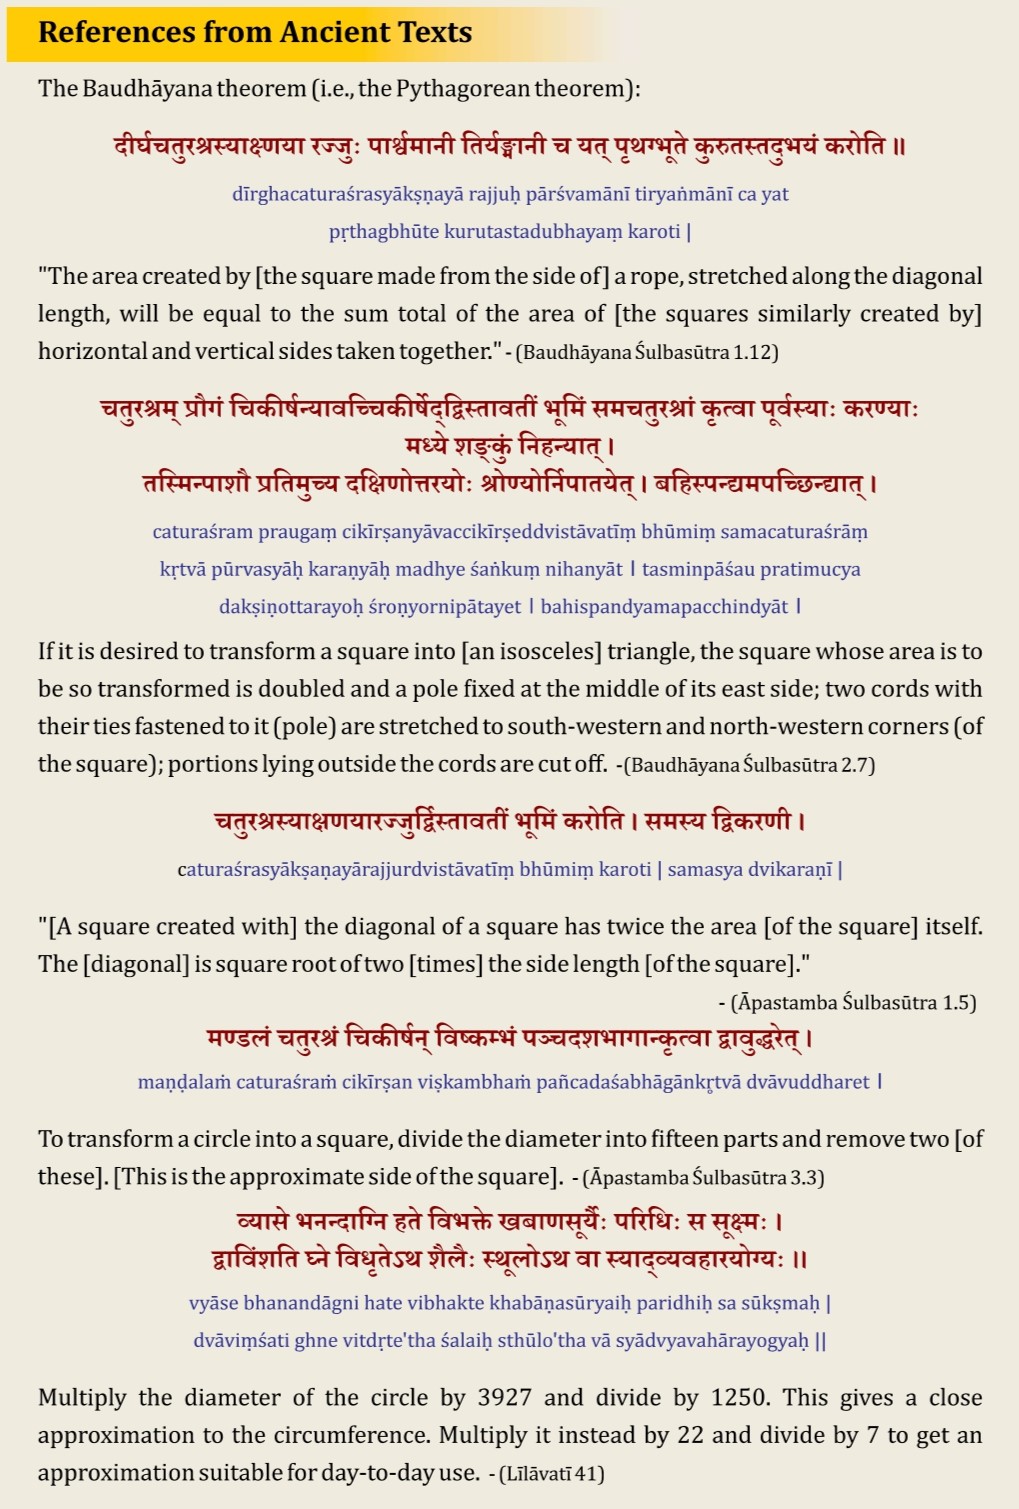 References from Ancient Texts
The Baudhāyana theorem (i.e., the Pythagorean theorem):
दीर्घचतुरश्रस्याक्ष्णया रज्जुः पार्श्वमानी तिर्यङ्मानी च यत् पृथग्भूते कुरुतस्तदुभयं करोति ॥
dīrghacaturaśrasyākṣṇayā rajjuḥ pārśvamānī tiryaṅmānī ca yat
pṛthagbhūte kurutastadubhayaṃ karoti |
"The area created by [the square made from the side of] a rope, stretched along the diagonal
length, will be equal to the sum total of the area of [the squares similarly created by]
horizontal and vertical sides taken together." - (Baudhāyana Śulbasūtra 1.12)
चतुरश्रम् प्रौगं चिकीर्षन्यावच्चिकीर्षेद्द्विस्तावतीं भूमिं समचतुरश्रां कृत्वा पूर्वस्याः करण्याः
मध्ये शङ्कुं निहन्यात् ।
तस्मिन्पाशौ प्रतिमुच्य दक्षिणोत्तरयोः श्रोण्योर्निपातयेत् । बहिस्पन्द्यमपच्छिन्द्यात् ।
caturaśram praugaṃ cikīrṣanyāvaccikīrṣeddvistāvatīṃ bhūmiṃ samacaturaśrāṃ
kṛtvā pūrvasyāḥ karaṇyāḥ madhye śaṅkuṃ nihanyāt । tasminpāśau pratimucya
dakṣiṇottarayoḥ śroṇyornipātayet । bahispandyamapacchindyāt ।
If it is desired to transform a square into [an isosceles] triangle, the square whose area is to
be so transformed is doubled and a pole fixed at the middle of its east side; two cords with
their ties fastened to it (pole) are stretched to south-western and north-western corners (of
the square); portions lying outside the cords are cut off. -(Baudhāyana Śulbasūtra 2.7)
चतुरश्रस्याक्षणयारज्जुर्द्विस्तावतीं भूमिं करोति । समस्य द्विकरणी ।
caturaśrasyākṣaṇayārajjurdvistāvatīṃ bhūmiṃ karoti | samasya dvikaraṇī |
"[A square created with] the diagonal of a square has twice the area [of the square] itself.
The [diagonal] is square root of two [times] the side length [of the square]."
- (Āpastamba Śulbasūtra 1.5)
मण्डलं चतुरश्रं चिकीर्षन् विष्कम्भं पञ्चदशभागान्कृत्वा द्वावुद्धरेत् ।
maṇḍalaṁ caturaśraṁ cikīrṣan viṣkambhaṁ pañcadaśabhāgānkr̥tvā dvāvuddharet ।
To transform a circle into a square, divide the diameter into fifteen parts and remove two [of
these]. [This is the approximate side of the square]. - (Āpastamba Śulbasūtra 3.3)
व्यासे भनन्दाग्नि हते विभक्ते खबाणसूर्यैः परिधिः स सूक्ष्मः ।
द्वाविंशति घ्ने विधृतेऽथ शैलैः स्थूलोऽथ वा स्याद्व्यवहारयोग्यः ॥
vyāse bhanandāgni hate vibhakte khabāṇasūryaiḥ paridhiḥ sa sūkṣmaḥ |
dvāviṃśati ghne vitdṛte'tha śalaiḥ sthūlo'tha vā syādvyavahārayogyaḥ ||
Multiply the diameter of the circle by 3927 and divide by 1250. This gives a close
approximation to the circumference. Multiply it instead by 22 and divide by 7 to get an
approximation suitable for day-to-day use. - (Līlāvatī 41)